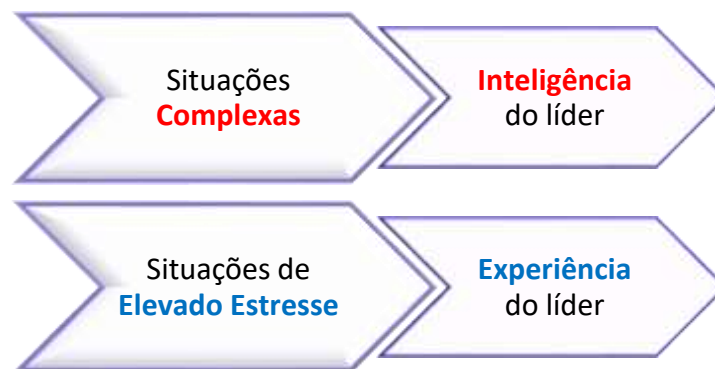 Situações
Complexas
Inteligência
do líder
Situações de
Elevado Estresse
Experiência
do líder